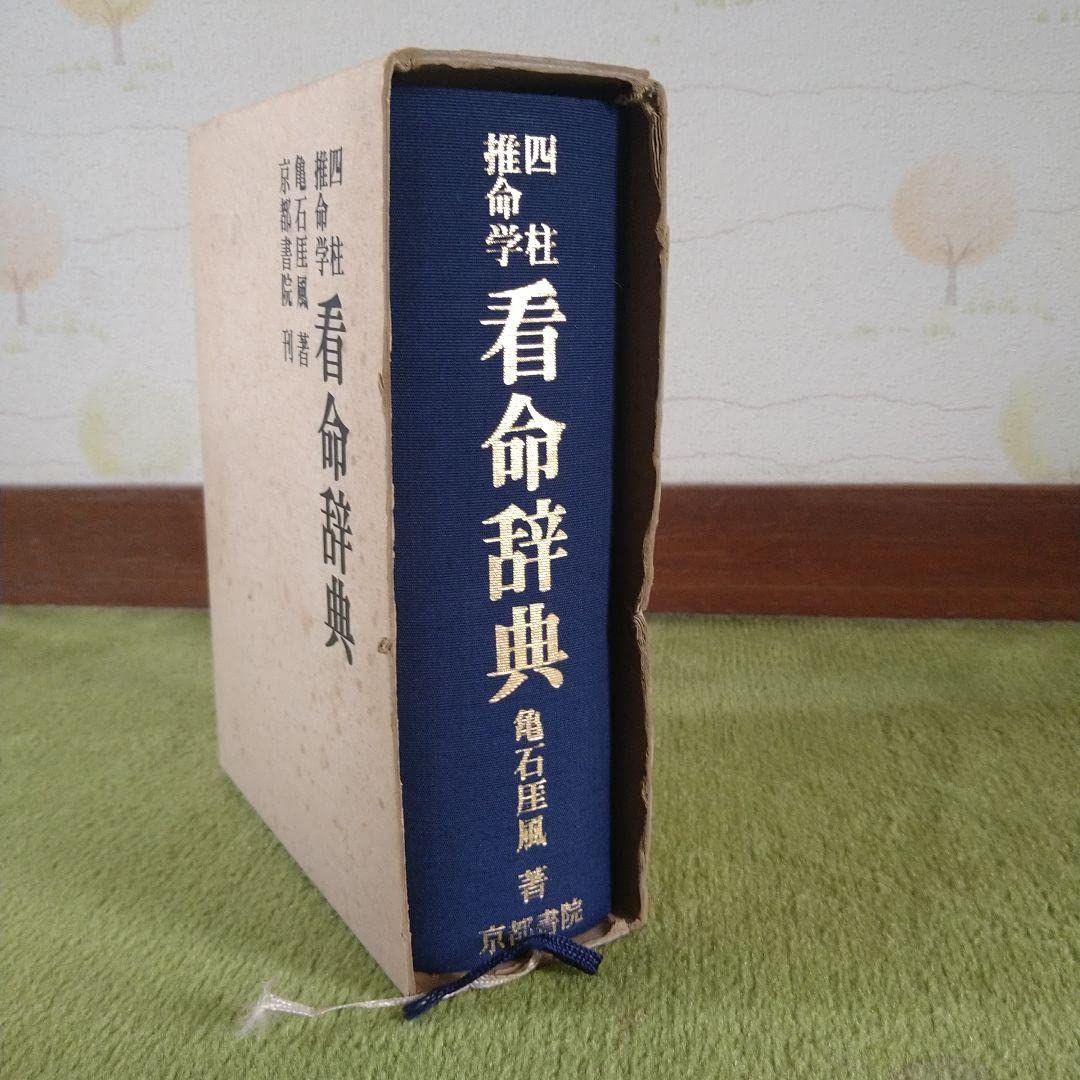 四柱
推命学
看命辞典
亀石厓風 著
京都書院 刊
四柱
推命学
看命辞典
亀石厓風 著
京都書院